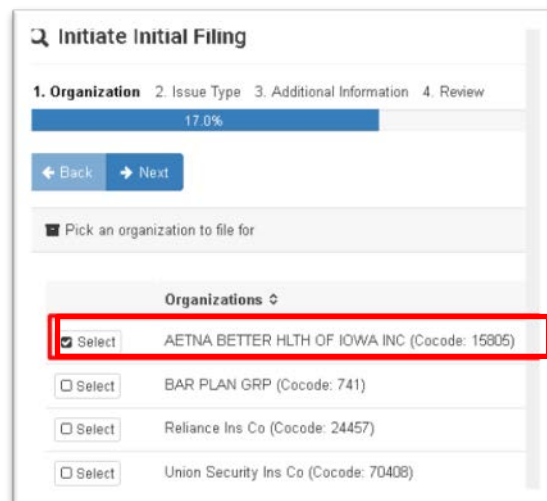 Initiate Initial Filing
1. Organization 2. Issue Type 3. Additional Information 4. Review
17.0%
Back Next
Pick an organization to file for
Organizations
Select AETNA BETTER HLTH OF IOWA INC (Cocode: 15805)
Select BAR PLAN GRP (Cocode: 741)
Select Reliance Ins Co (Cocode: 24457)
Select Union Security Ins Co (Cocode: 70408)